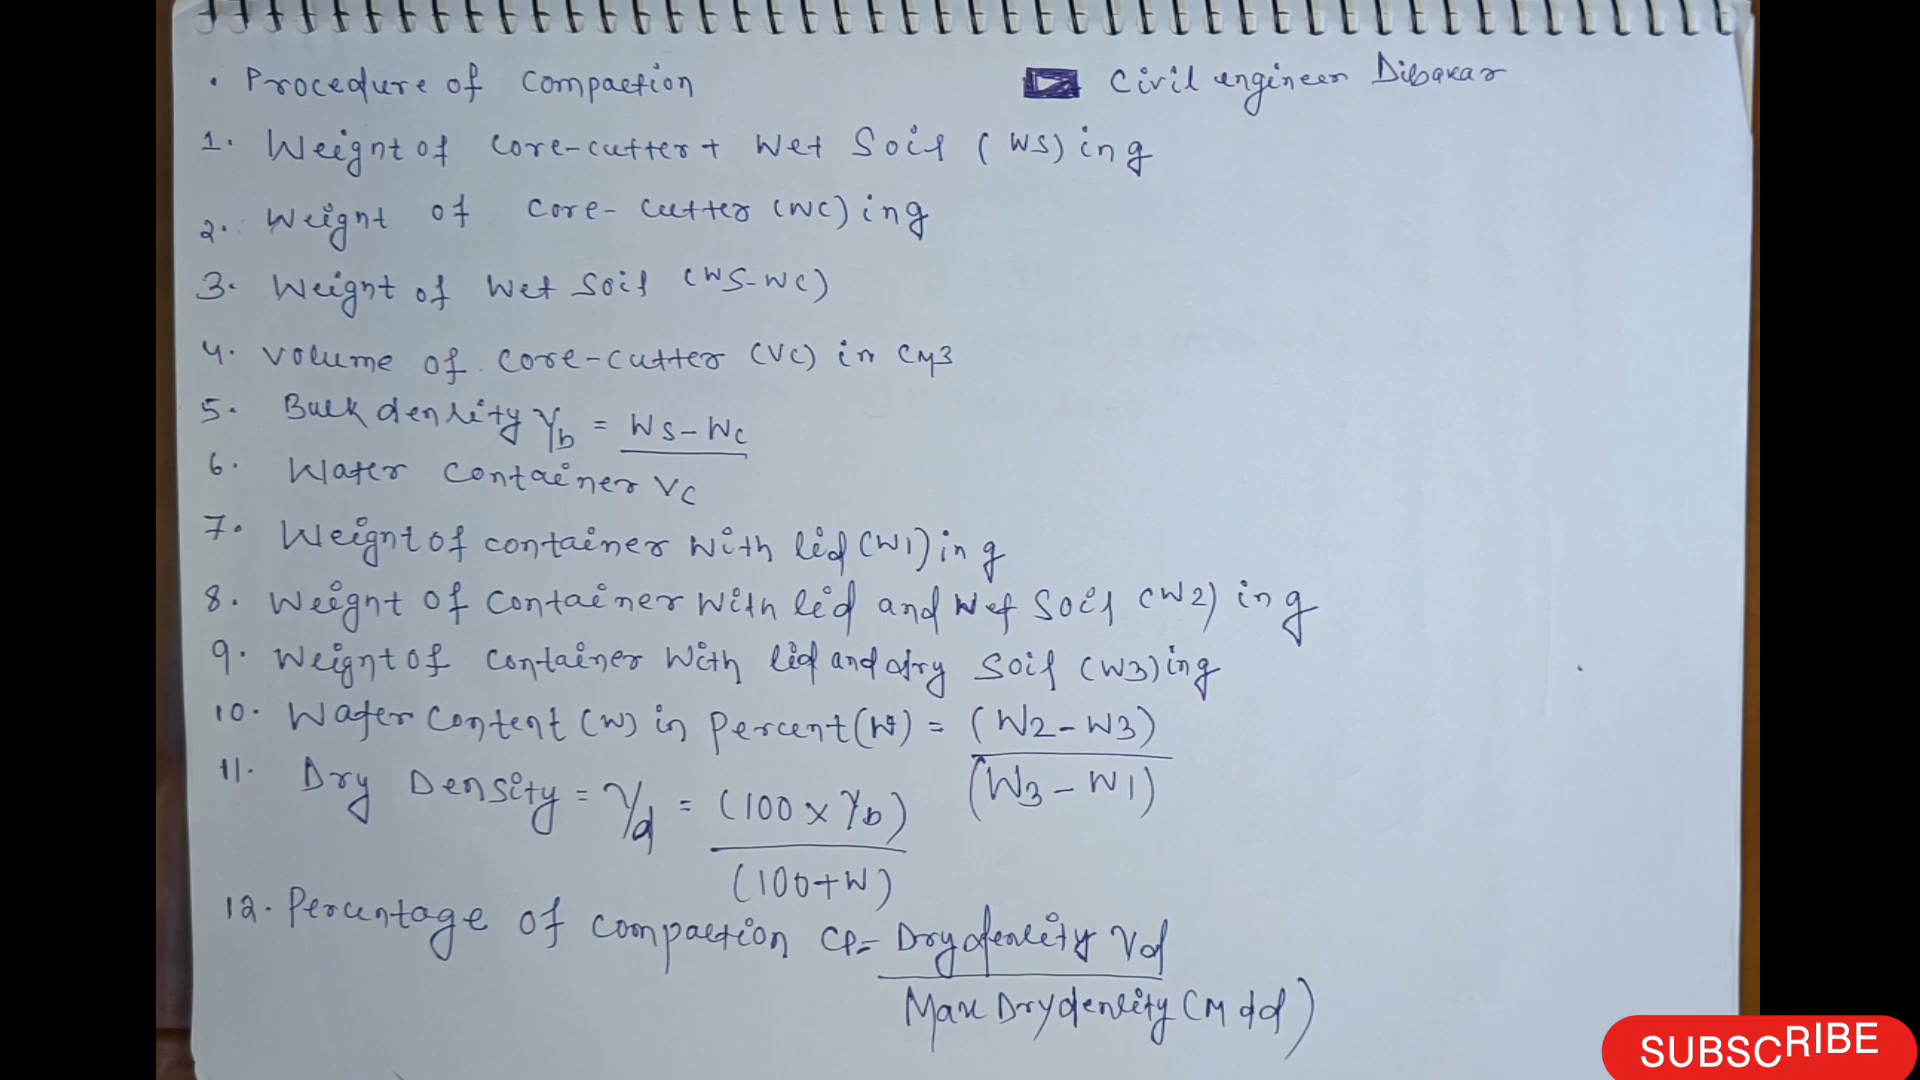 • Procedure of Compaction
Civil engineer Dibakar
1. Weight of core-cutter + Wet Soil (WS) in g
2. Weight of core-cutter (WC) in g
3. Weight of Wet Soil (WS-WC)
4. Volume of core-cutter (VC) in cm3
5. Bulk density γb = Ws-Wc
6. Water container Vc
7. Weight of container with lid (W1) in g
8. Weight of container with lid and Wet Soil (W2) in g
9. Weight of container with lid and dry Soil (W3) in g
10. Water content (W) in percent (W) = (W2-W3)
(W3-W1)
11. Dry Density = γd = (100 x γb)
(100+W)
12. Percentage of compaction CP= Dry density γd
Max Dry density (Mdd)
SUBSCRIBE